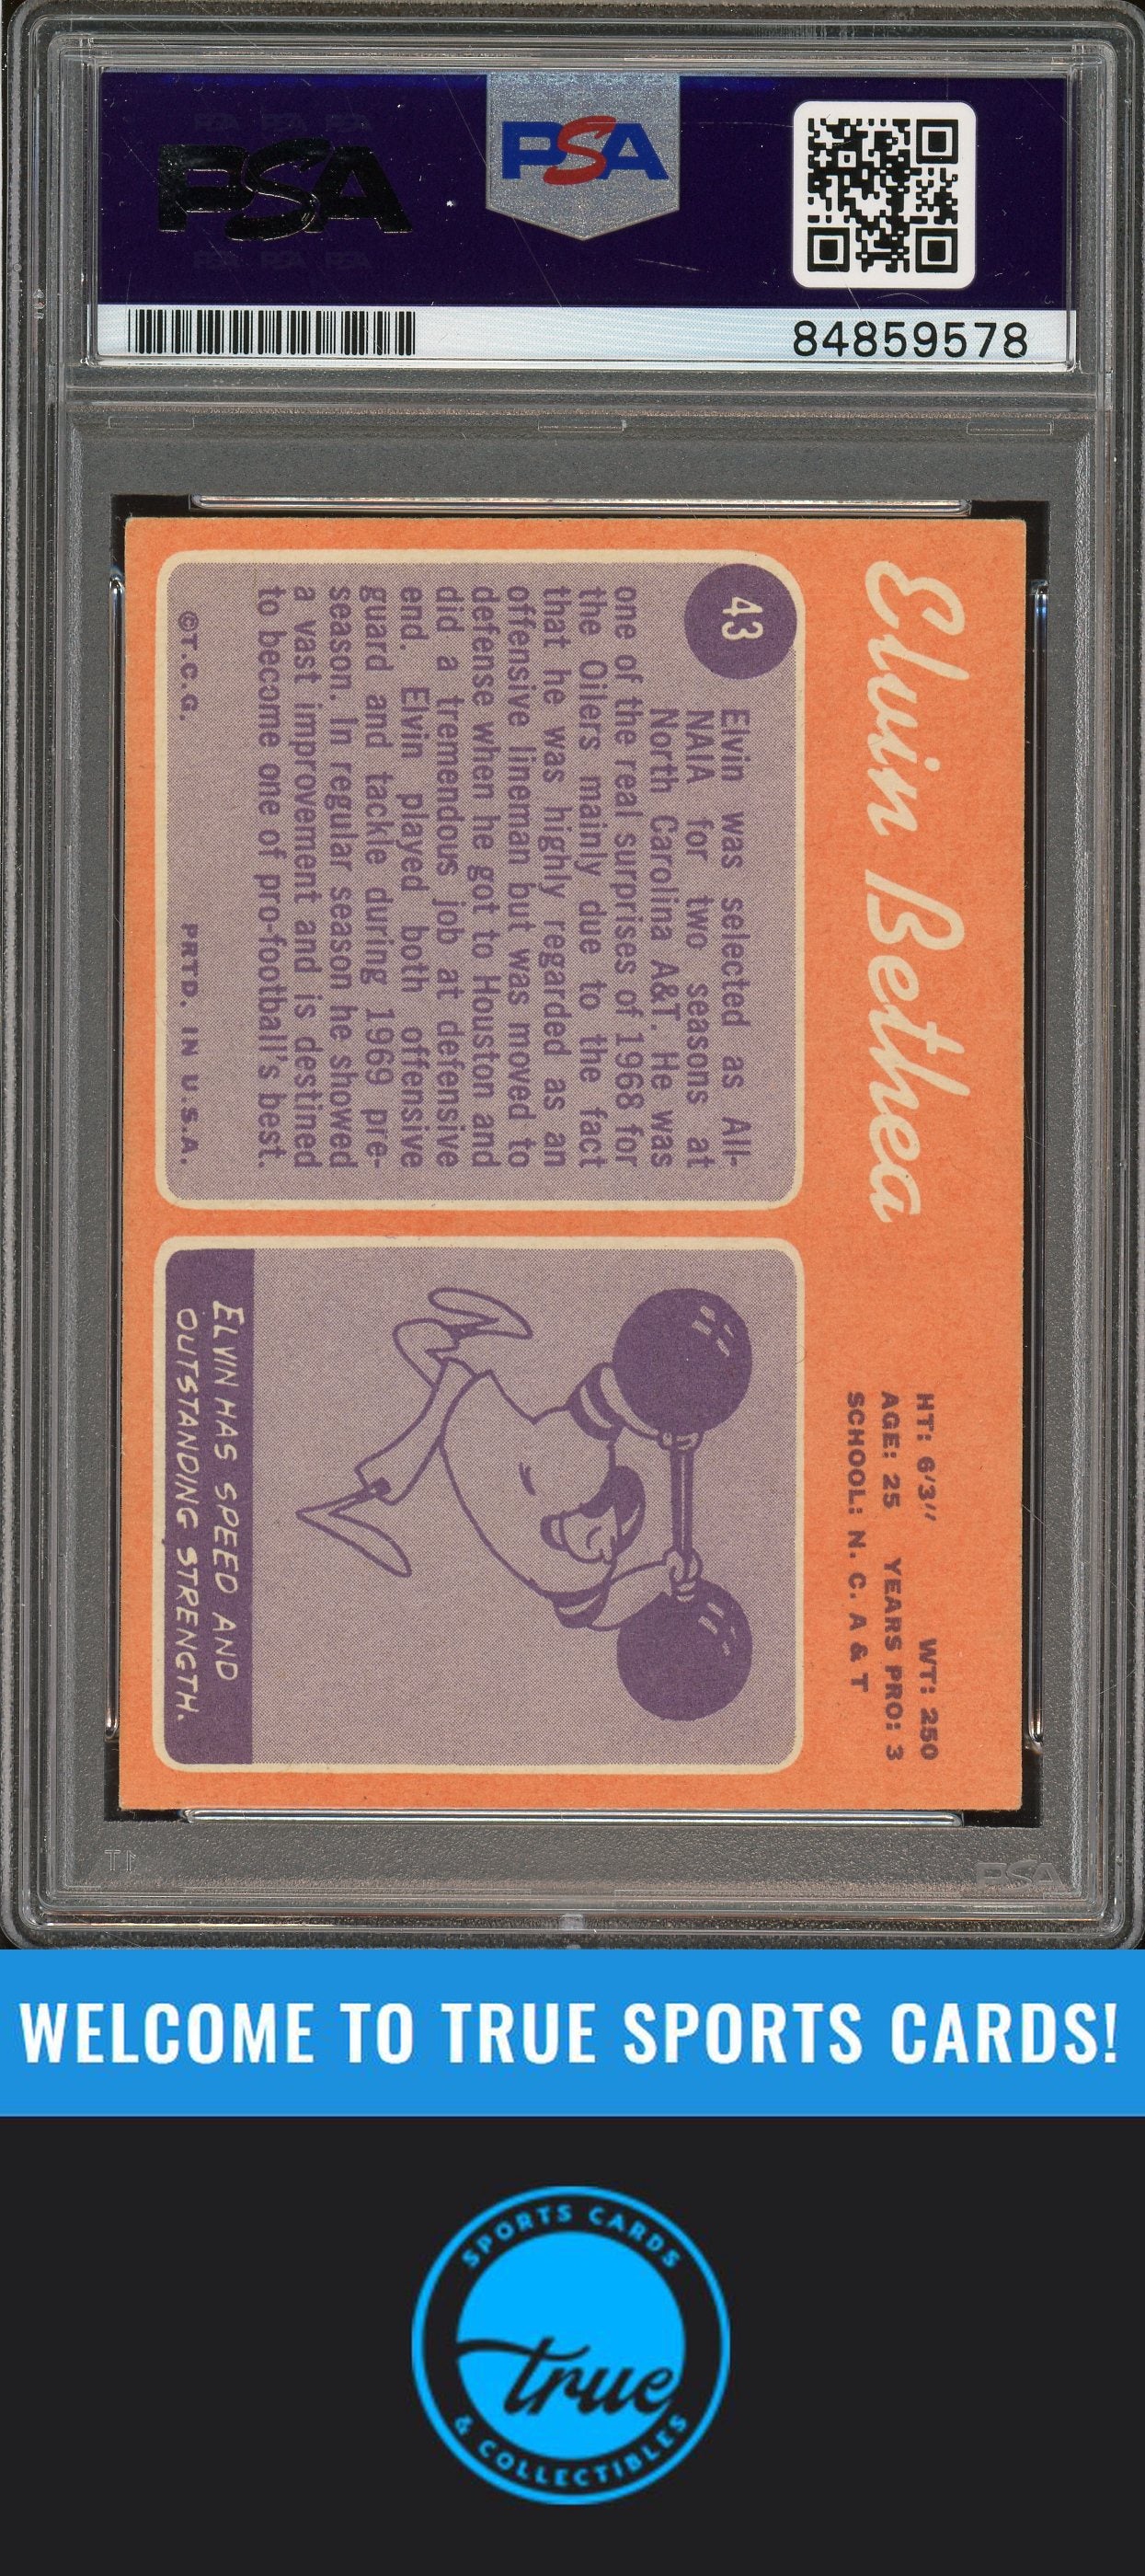 PSA
PSA
84859578
Elvin Bethea
HT: 6'3" WT: 250
AGE: 25 YEARS PRO: 3
SCHOOL: N. C. A & T
43
Elvin was selected as All-
NAIA for two seasons at
North Carolina A&T. He was
one of the real surprises of 1968 for
the Oilers mainly due to the fact
that he was highly regarded as an
offensive lineman but was moved to
defense when he got to Houston and
did a tremendous job at defensive
end. Elvin played both offensive
guard and tackle during 1969 pre-
season. In regular season he showed
a vast improvement and is destined
to become one of pro-football's best.
©T.C.G. PRTD. IN U.S.A.
ELVIN HAS SPEED AND
OUTSTANDING STRENGTH.
PSA
WELCOME TO TRUE SPORTS CARDS!
SPORTS CARDS
true
& COLLECTIBLES